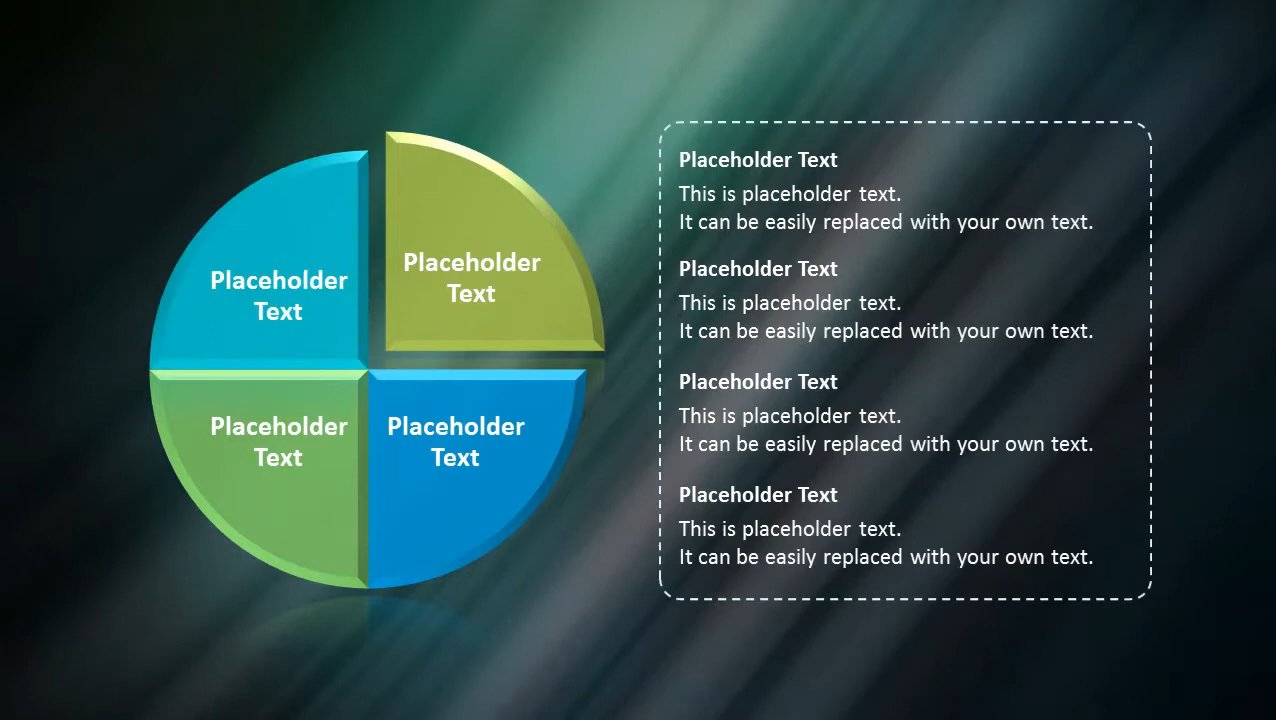 Placeholder
Text
Placeholder
Text
Placeholder
Text
Placeholder
Text
Placeholder Text
This is placeholder text.
It can be easily replaced with your own text.
Placeholder Text
This is placeholder text.
It can be easily replaced with your own text.
Placeholder Text
This is placeholder text.
It can be easily replaced with your own text.
Placeholder Text
This is placeholder text.
It can be easily replaced with your own text.